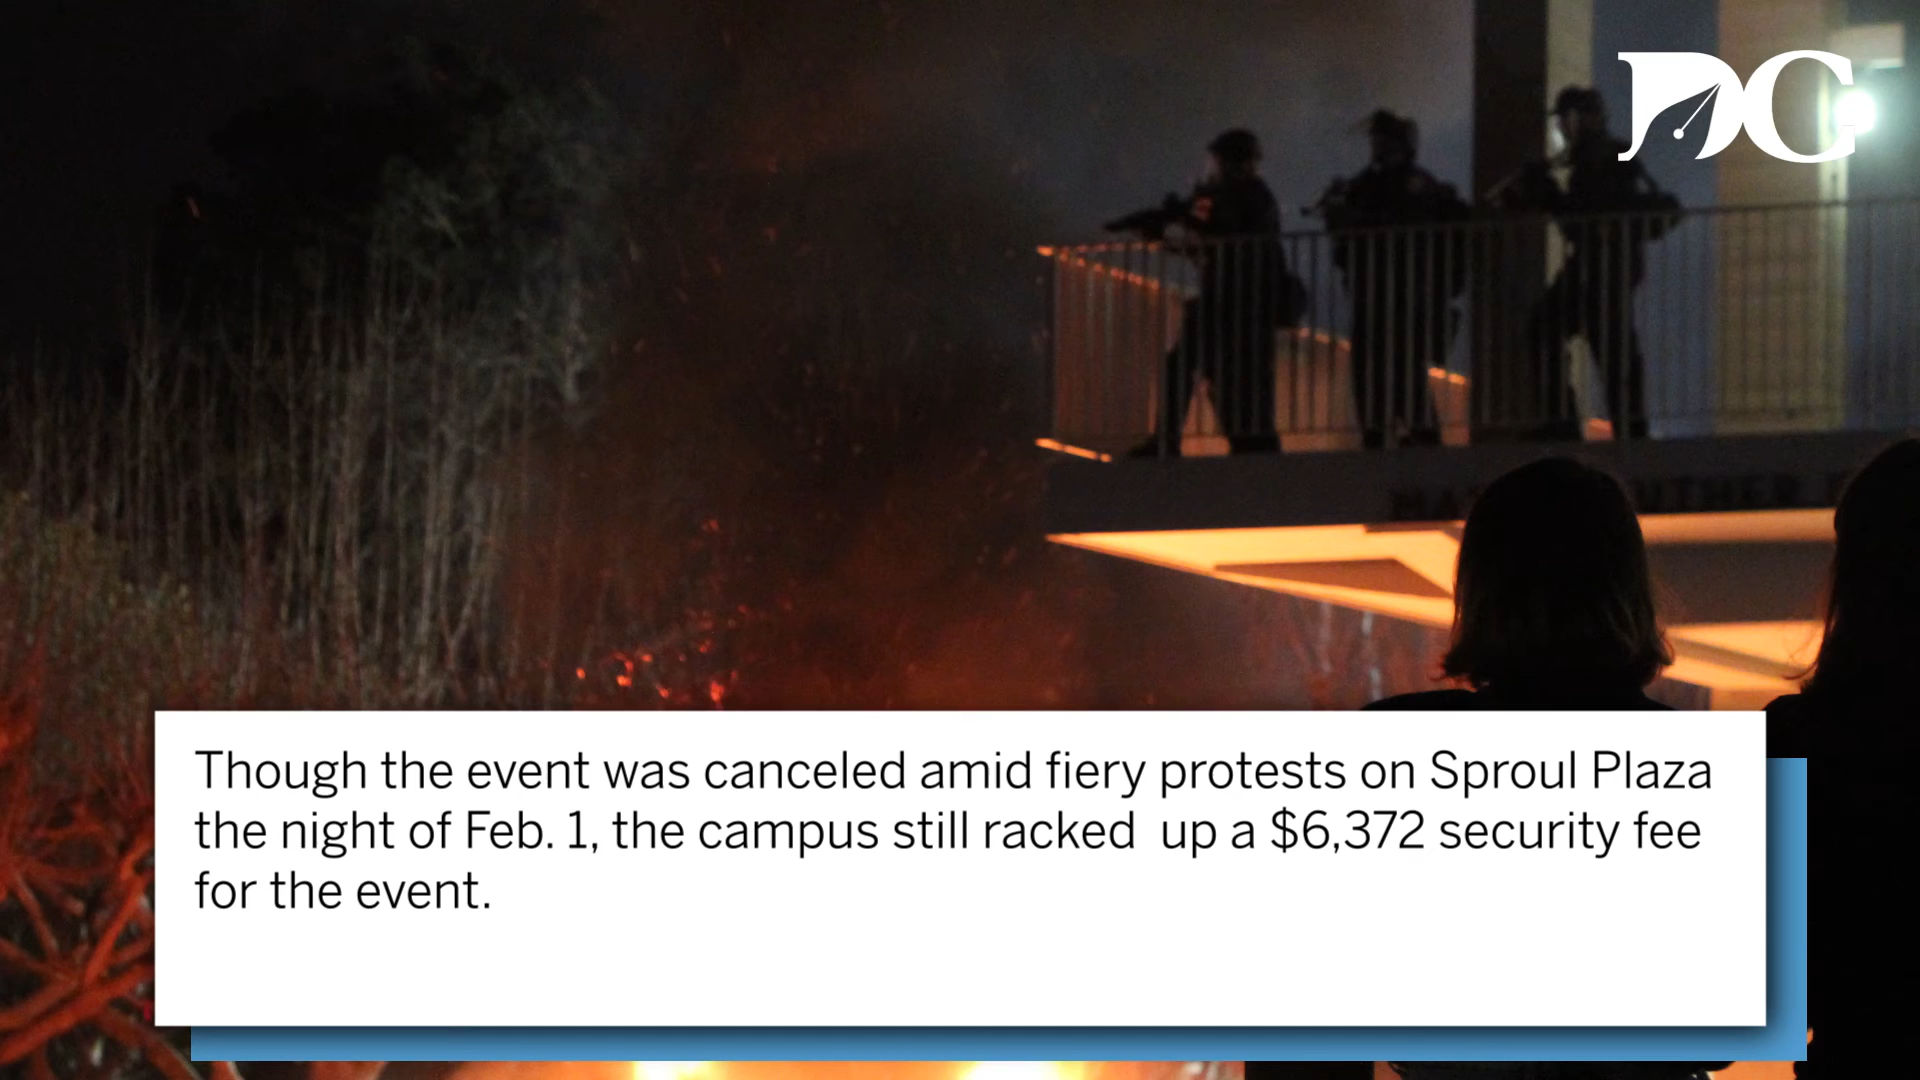 DC
Though the event was canceled amid fiery protests on Sproul Plaza
the night of Feb. 1, the campus still racked  up a $6,372 security fee
for the event.